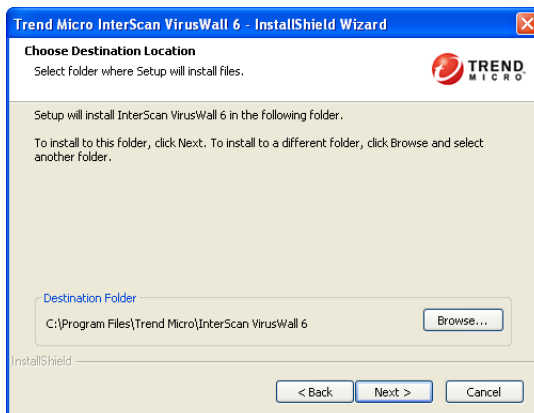 Trend Micro InterScan VirusWall 6 - InstallShield Wizard
Choose Destination Location
Select folder where Setup will install files.
TREND
MICRO
Setup will install InterScan VirusWall 6 in the following folder.
To install to this folder, click Next. To install to a different folder, click Browse and select
another folder.
Destination Folder
C:\Program Files\Trend Micro\InterScan VirusWall 6
Browse...
InstallShield
< Back
Next >
Cancel